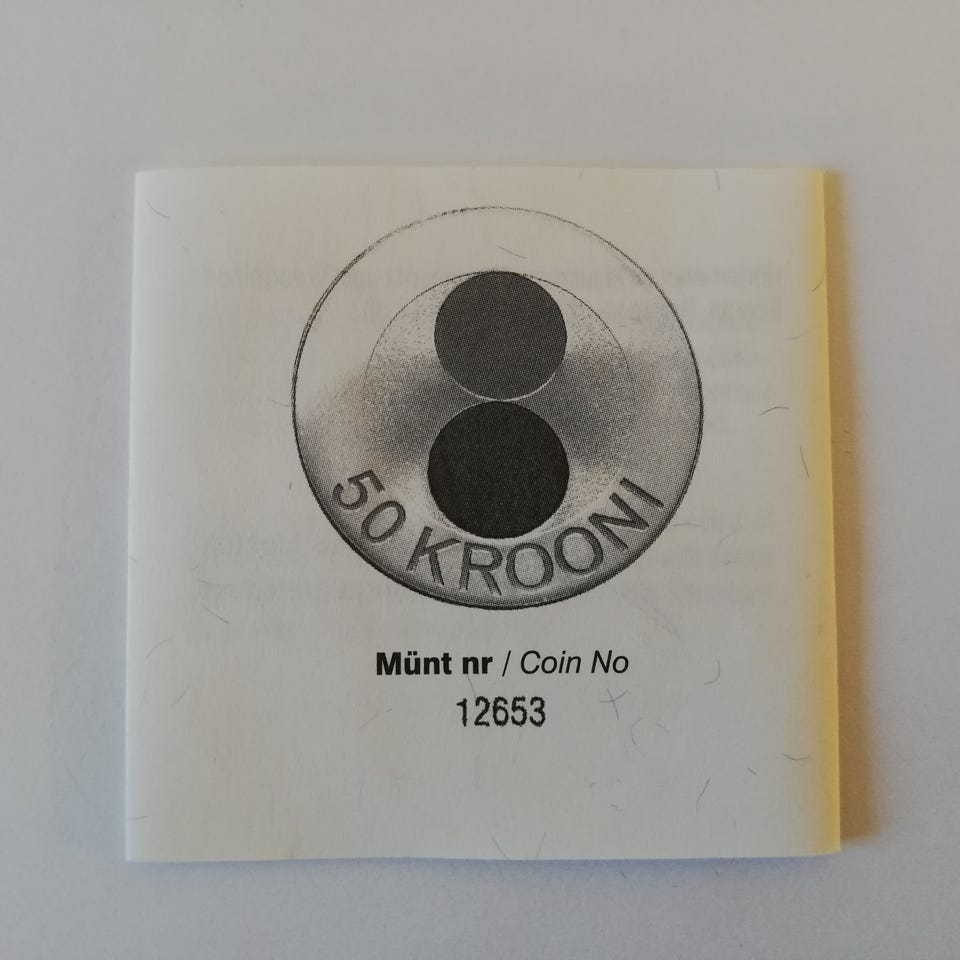 50 KROONI
Münt nr / Coin No
12653